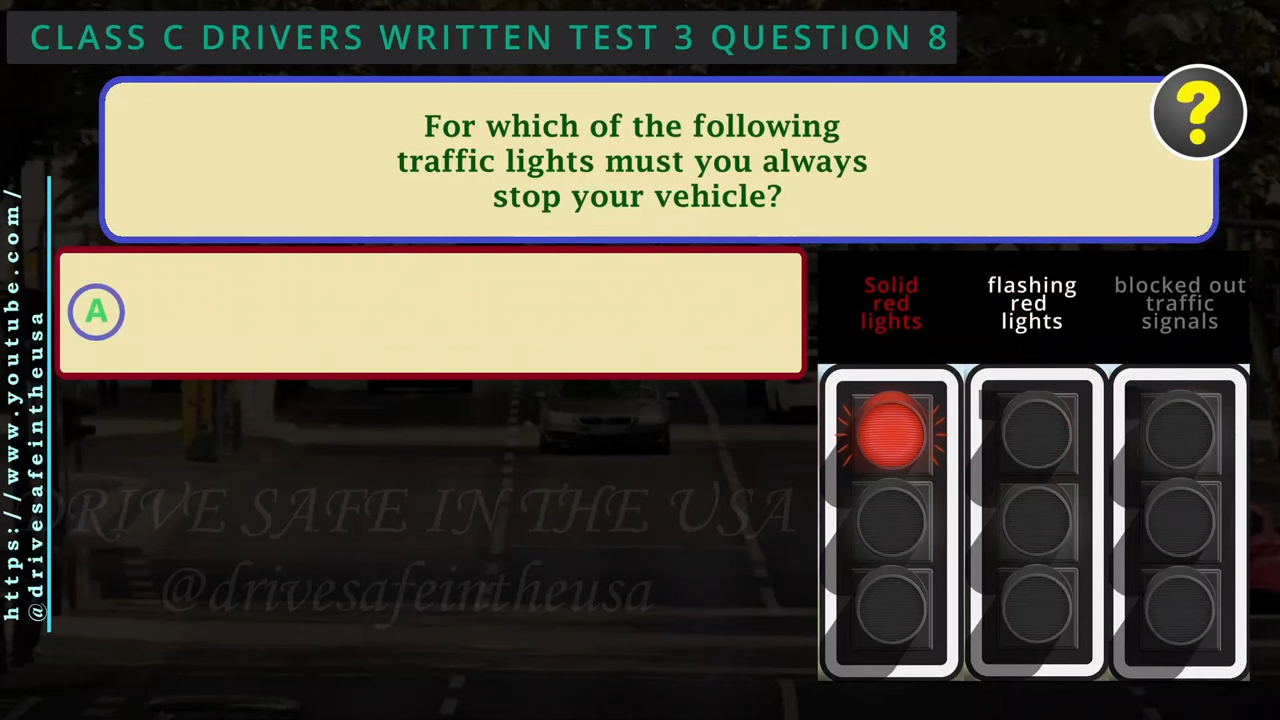 CLASS C DRIVERS WRITTEN TEST 3 QUESTION 8
For which of the following
traffic lights must you always
stop your vehicle?
?
A
Solid
red
lights
flashing
red
lights
blocked out
traffic
signals
https://www.youtube.com/
@drivesafeintheusa
DRIVE SAFE IN THE USA
@drivesafeintheusa